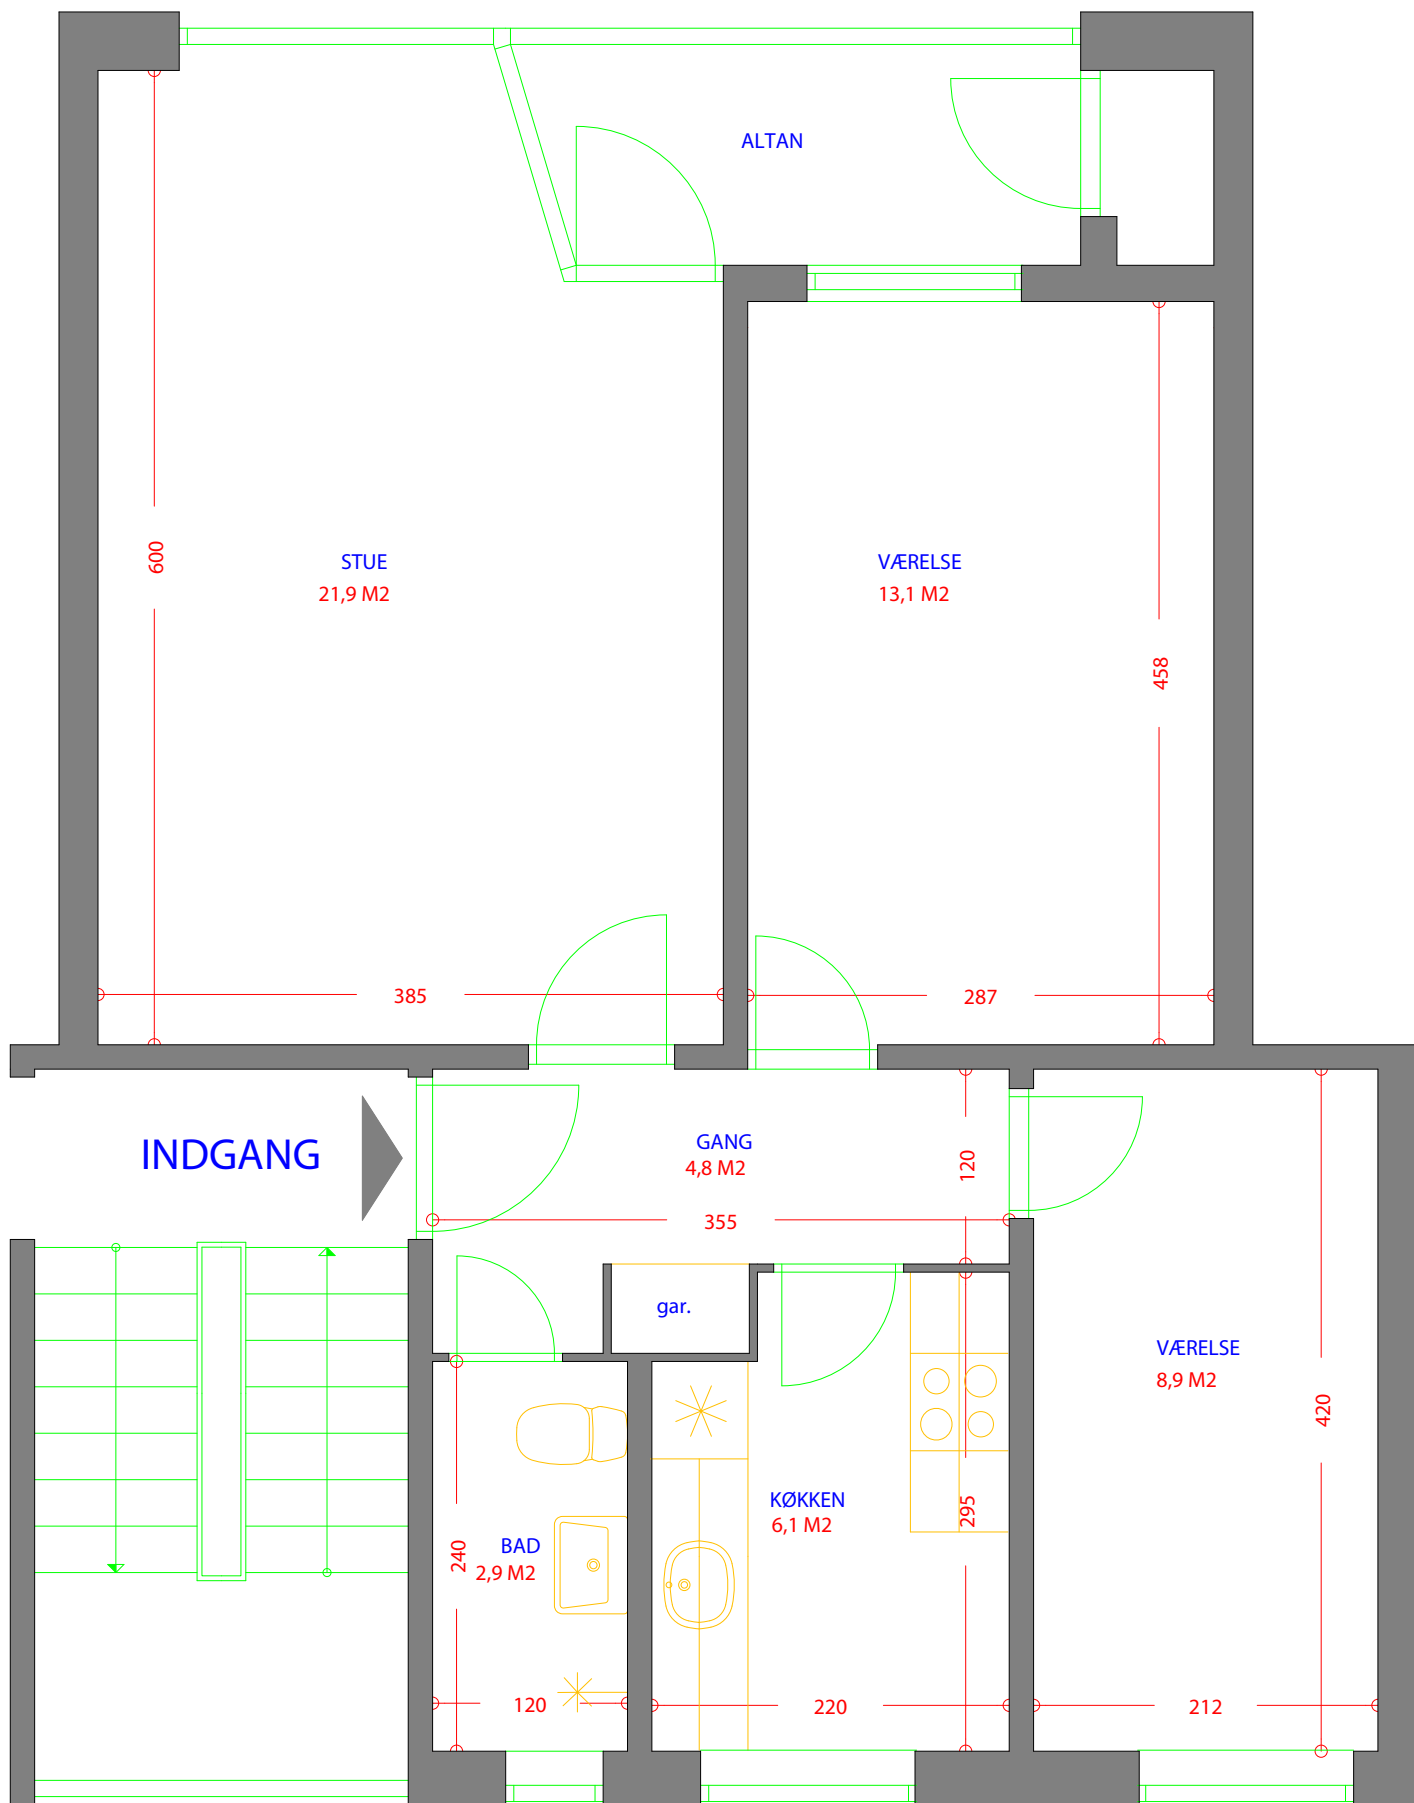 ALTAN
600
STUE
21,9 M2
VÆRELSE
13,1 M2
458
385
287
INDGANG
GANG
4,8 M2
120
355
gar.
VÆRELSE
8,9 M2
420
KØKKEN
6,1 M2
295
BAD
2,9 M2
240
120
220
212